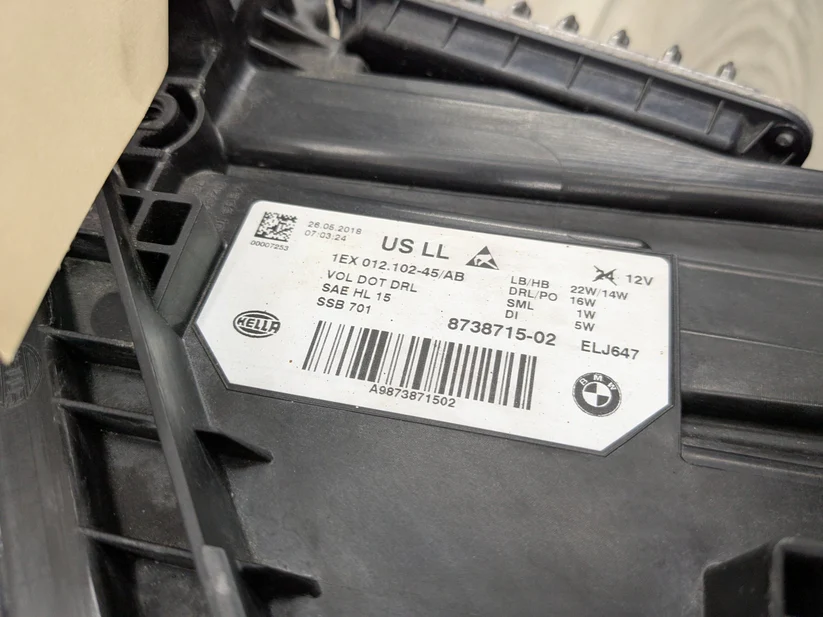 26.05.2018
07:03:24
00007253
US LL
1EX 012.102-45/AB
VOL DOT DRL
SAE HL 15
SSB 701
24 12V
LB/HB 22W/14W
DRL/PO 16W
SML 1W
DI 5W
HELLA
8738715-02
ELJ647
A9873871502
BMW